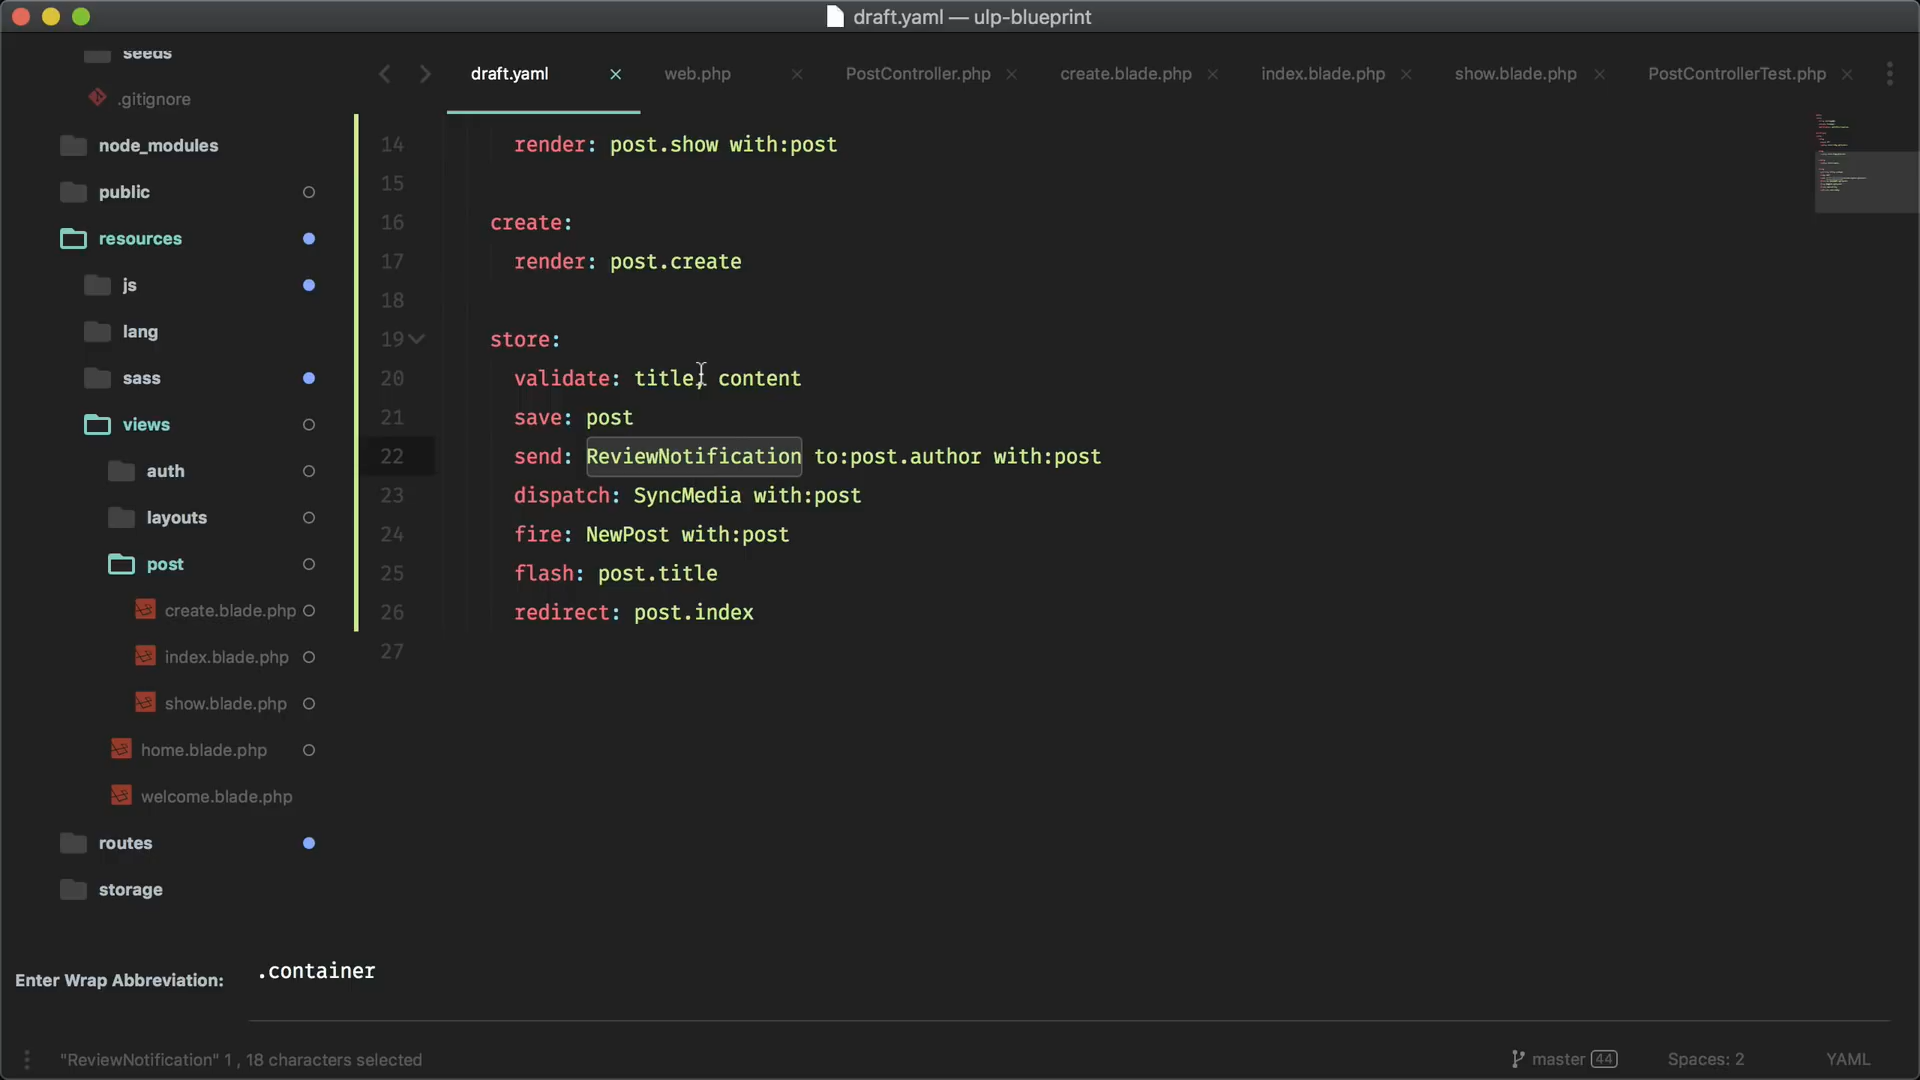 draft.yaml — ulp-blueprint
seeds
.gitignore
node_modules
public
resources
js
lang
sass
views
auth
layouts
post
create.blade.php
index.blade.php
show.blade.php
home.blade.php
welcome.blade.php
routes
storage
draft.yaml
web.php
PostController.php
create.blade.php
index.blade.php
show.blade.php
PostControllerTest.php
14 render: post.show with:post
15
16 create:
17 render: post.create
18
19 store:
20 validate: title, content
21 save: post
22 send: ReviewNotification to:post.author with:post
23 dispatch: SyncMedia with:post
24 fire: NewPost with:post
25 flash: post.title
26 redirect: post.index
27
Enter Wrap Abbreviation: .container
"ReviewNotification" 1 , 18 characters selected
master 44
Spaces: 2
YAML